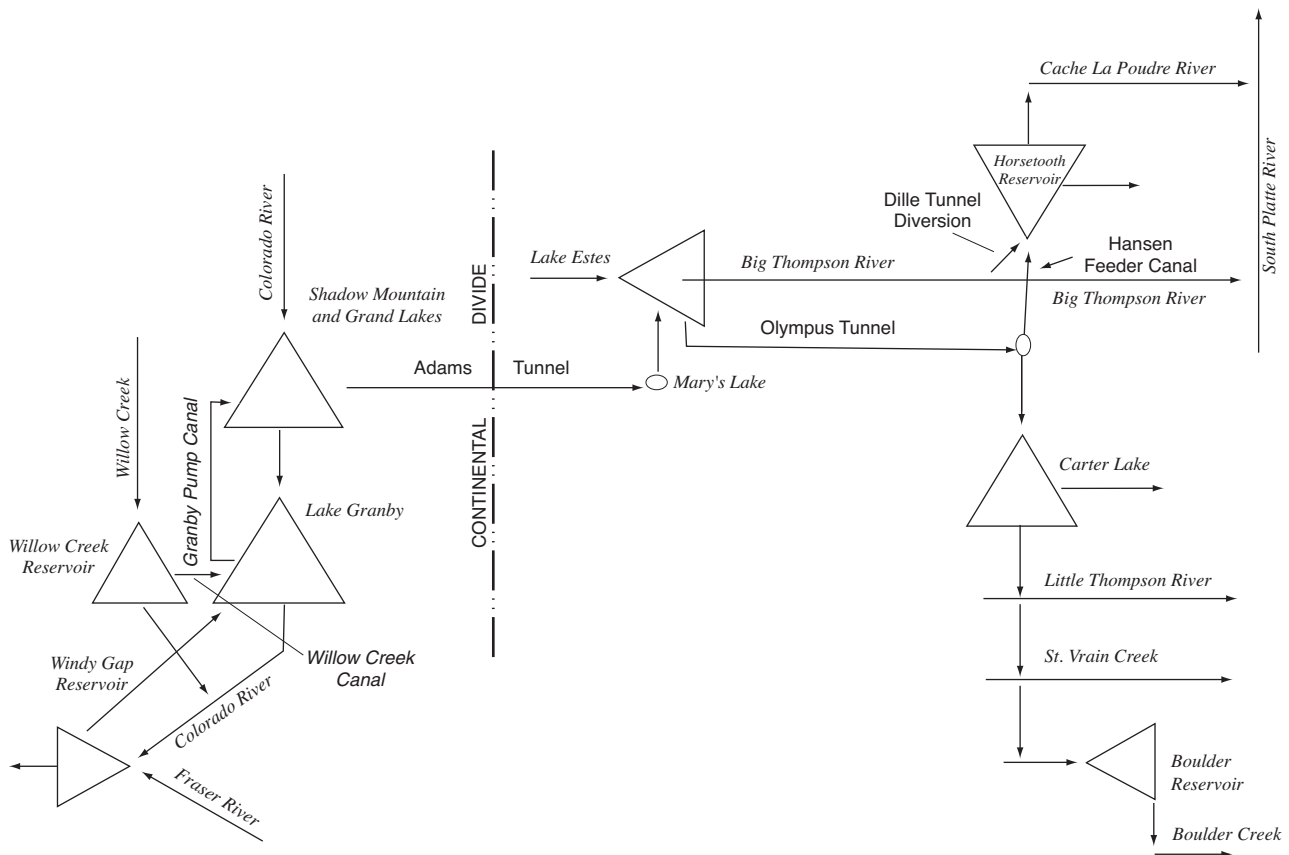 Cache La Poudre River
South Platte River
Horsetooth
Reservoir
Dille Tunnel
Diversion
Hansen
Feeder Canal
Colorado River
DIVIDE
Lake Estes
Big Thompson River
Big Thompson River
Shadow Mountain
and Grand Lakes
Olympus Tunnel
Adams
Tunnel
Mary's Lake
Willow Creek
Granby Pump Canal
CONTINENTAL
Carter Lake
Lake Granby
Willow Creek
Reservoir
Little Thompson River
Willow Creek
Canal
Windy Gap
Reservoir
St. Vrain Creek
Colorado River
Fraser River
Boulder
Reservoir
Boulder Creek